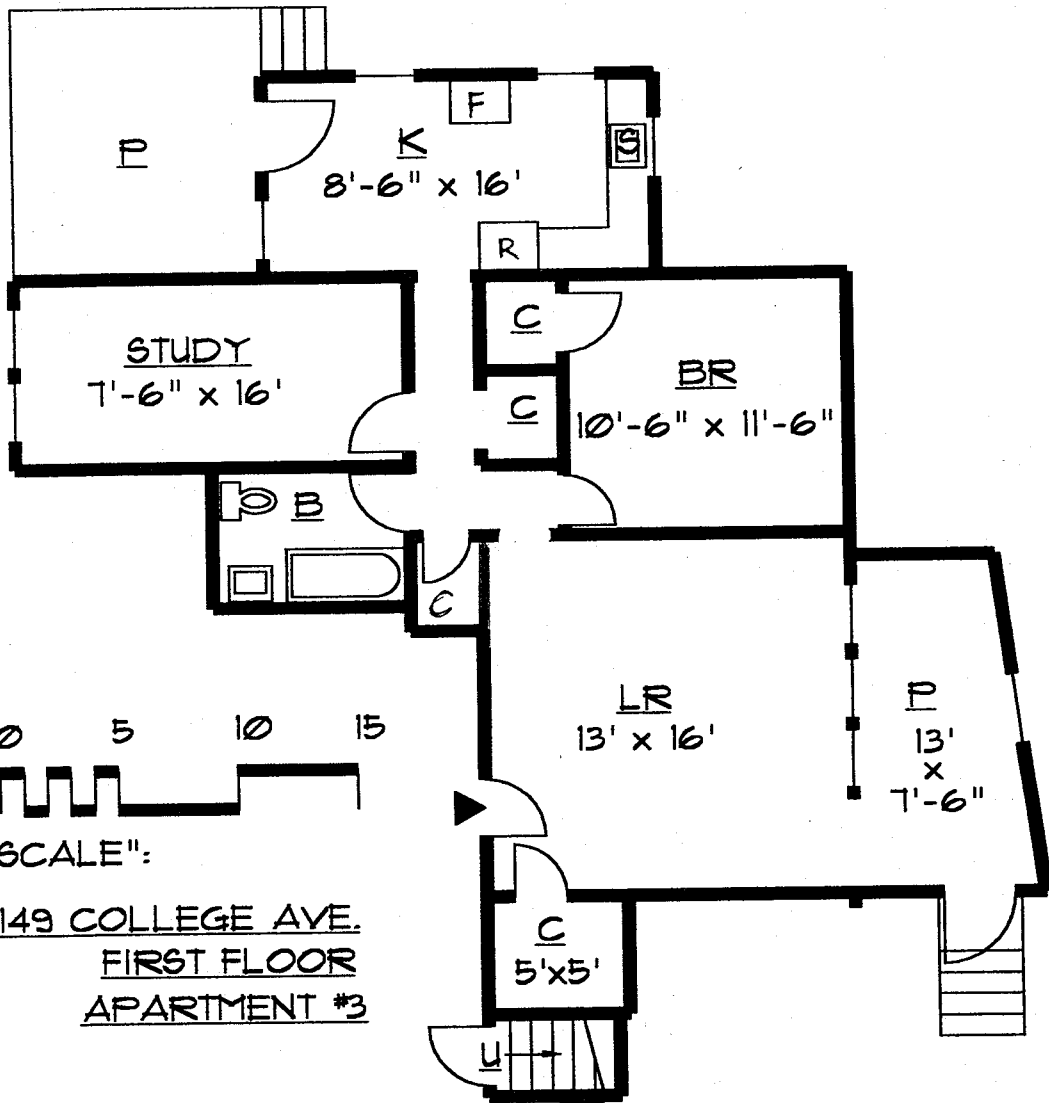 P
F
K
8'-6" x 16'
S
R
STUDY
7'-6" x 16'
C
C
BR
10'-6" x 11'-6"
B
C
LR
13' x 16'
P
13'
x
7'-6"
0 5 10 15
SCALE":
149 COLLEGE AVE.
FIRST FLOOR
APARTMENT #3
C
5'x5'
U